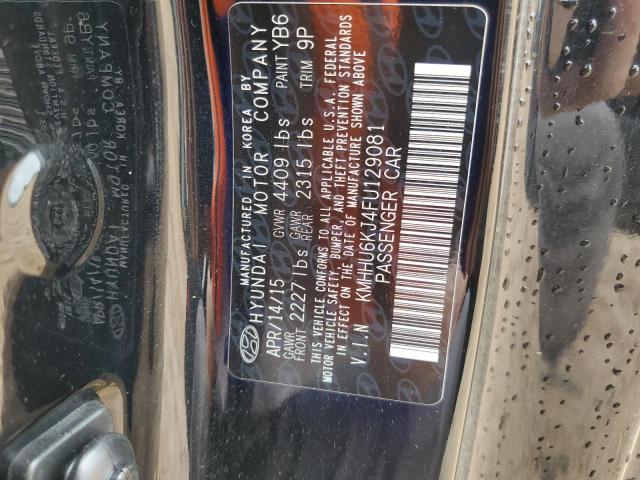 MANUFACTURED IN KOREA BY
HYUNDAI MOTOR COMPANY
APR/14/15 GVWR 4409 lbs PAINT YB6
GAWR FRONT 2227 lbs GAWR REAR 2315 lbs TRIM 9P
THIS VEHICLE CONFORMS TO ALL APPLICABLE U.S.A. FEDERAL
MOTOR VEHICLE SAFETY, BUMPER, AND THEFT PREVENTION STANDARDS
IN EFFECT ON THE DATE OF MANUFACTURE SHOWN ABOVE
V.I.N KMHHU6KJ4FU129081
PASSENGER CAR